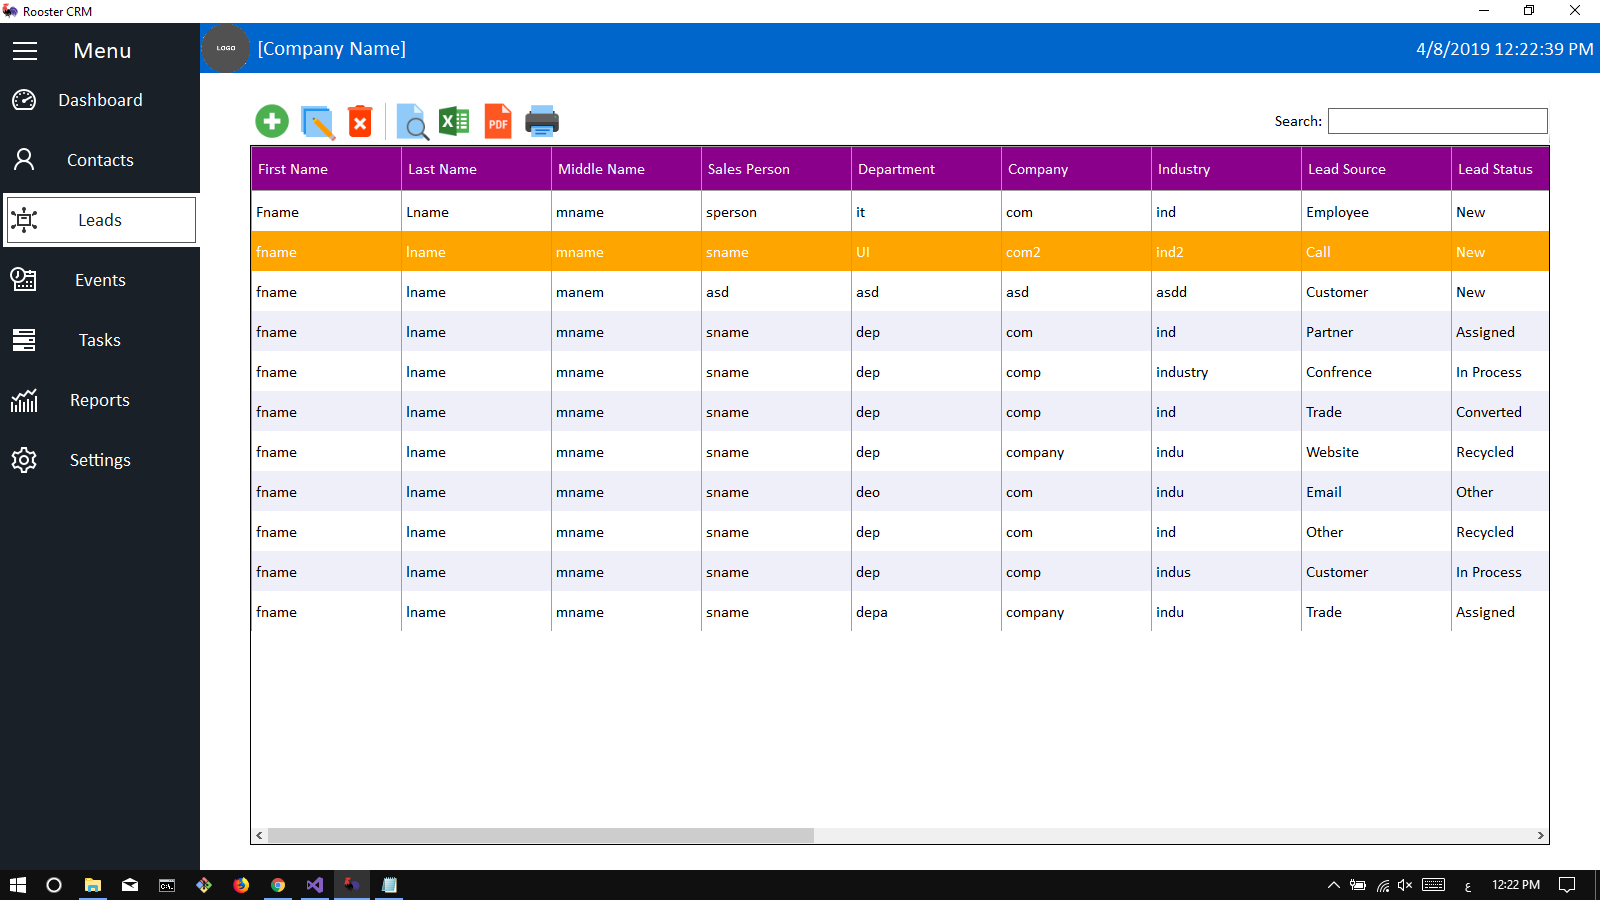 Rooster CRM
Menu
LOGO
[Company Name]
4/8/2019 12:22:39 PM
Dashboard
Contacts
Leads
Events
Tasks
Reports
Settings
X
PDF
Search:
First Name Last Name Middle Name Sales Person Department Company Industry Lead Source Lead Status
Fname Lname mname sperson it com ind Employee New
fname lname mname sname UI com2 ind2 Call New
fname lname manem asd asd asd asdd Customer New
fname lname mname sname dep com ind Partner Assigned
fname lname mname sname dep comp industry Confrence In Process
fname lname mname sname dep comp ind Trade Converted
fname lname mname sname dep company indu Website Recycled
fname lname mname sname deo com indu Email Other
fname lname mname sname dep com ind Other Recycled
fname lname mname sname dep comp indus Customer In Process
fname lname mname sname depa company indu Trade Assigned
C:\.
ع
12:22 PM